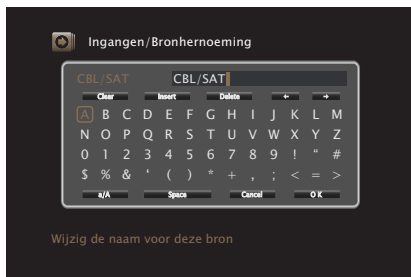 Ingangen/Bronhernoeming
CBL/SAT CBL/SAT
Clear Insert Delete ← →
A B C D E F G H I J K L M
N O P Q R S T U V W X Y Z
0 1 2 3 4 5 6 7 8 9 ! “ #
$ % & ‘ ( ) * + , ; < = >
a/A Space Cancel OK
Wijzig de naam voor deze bron